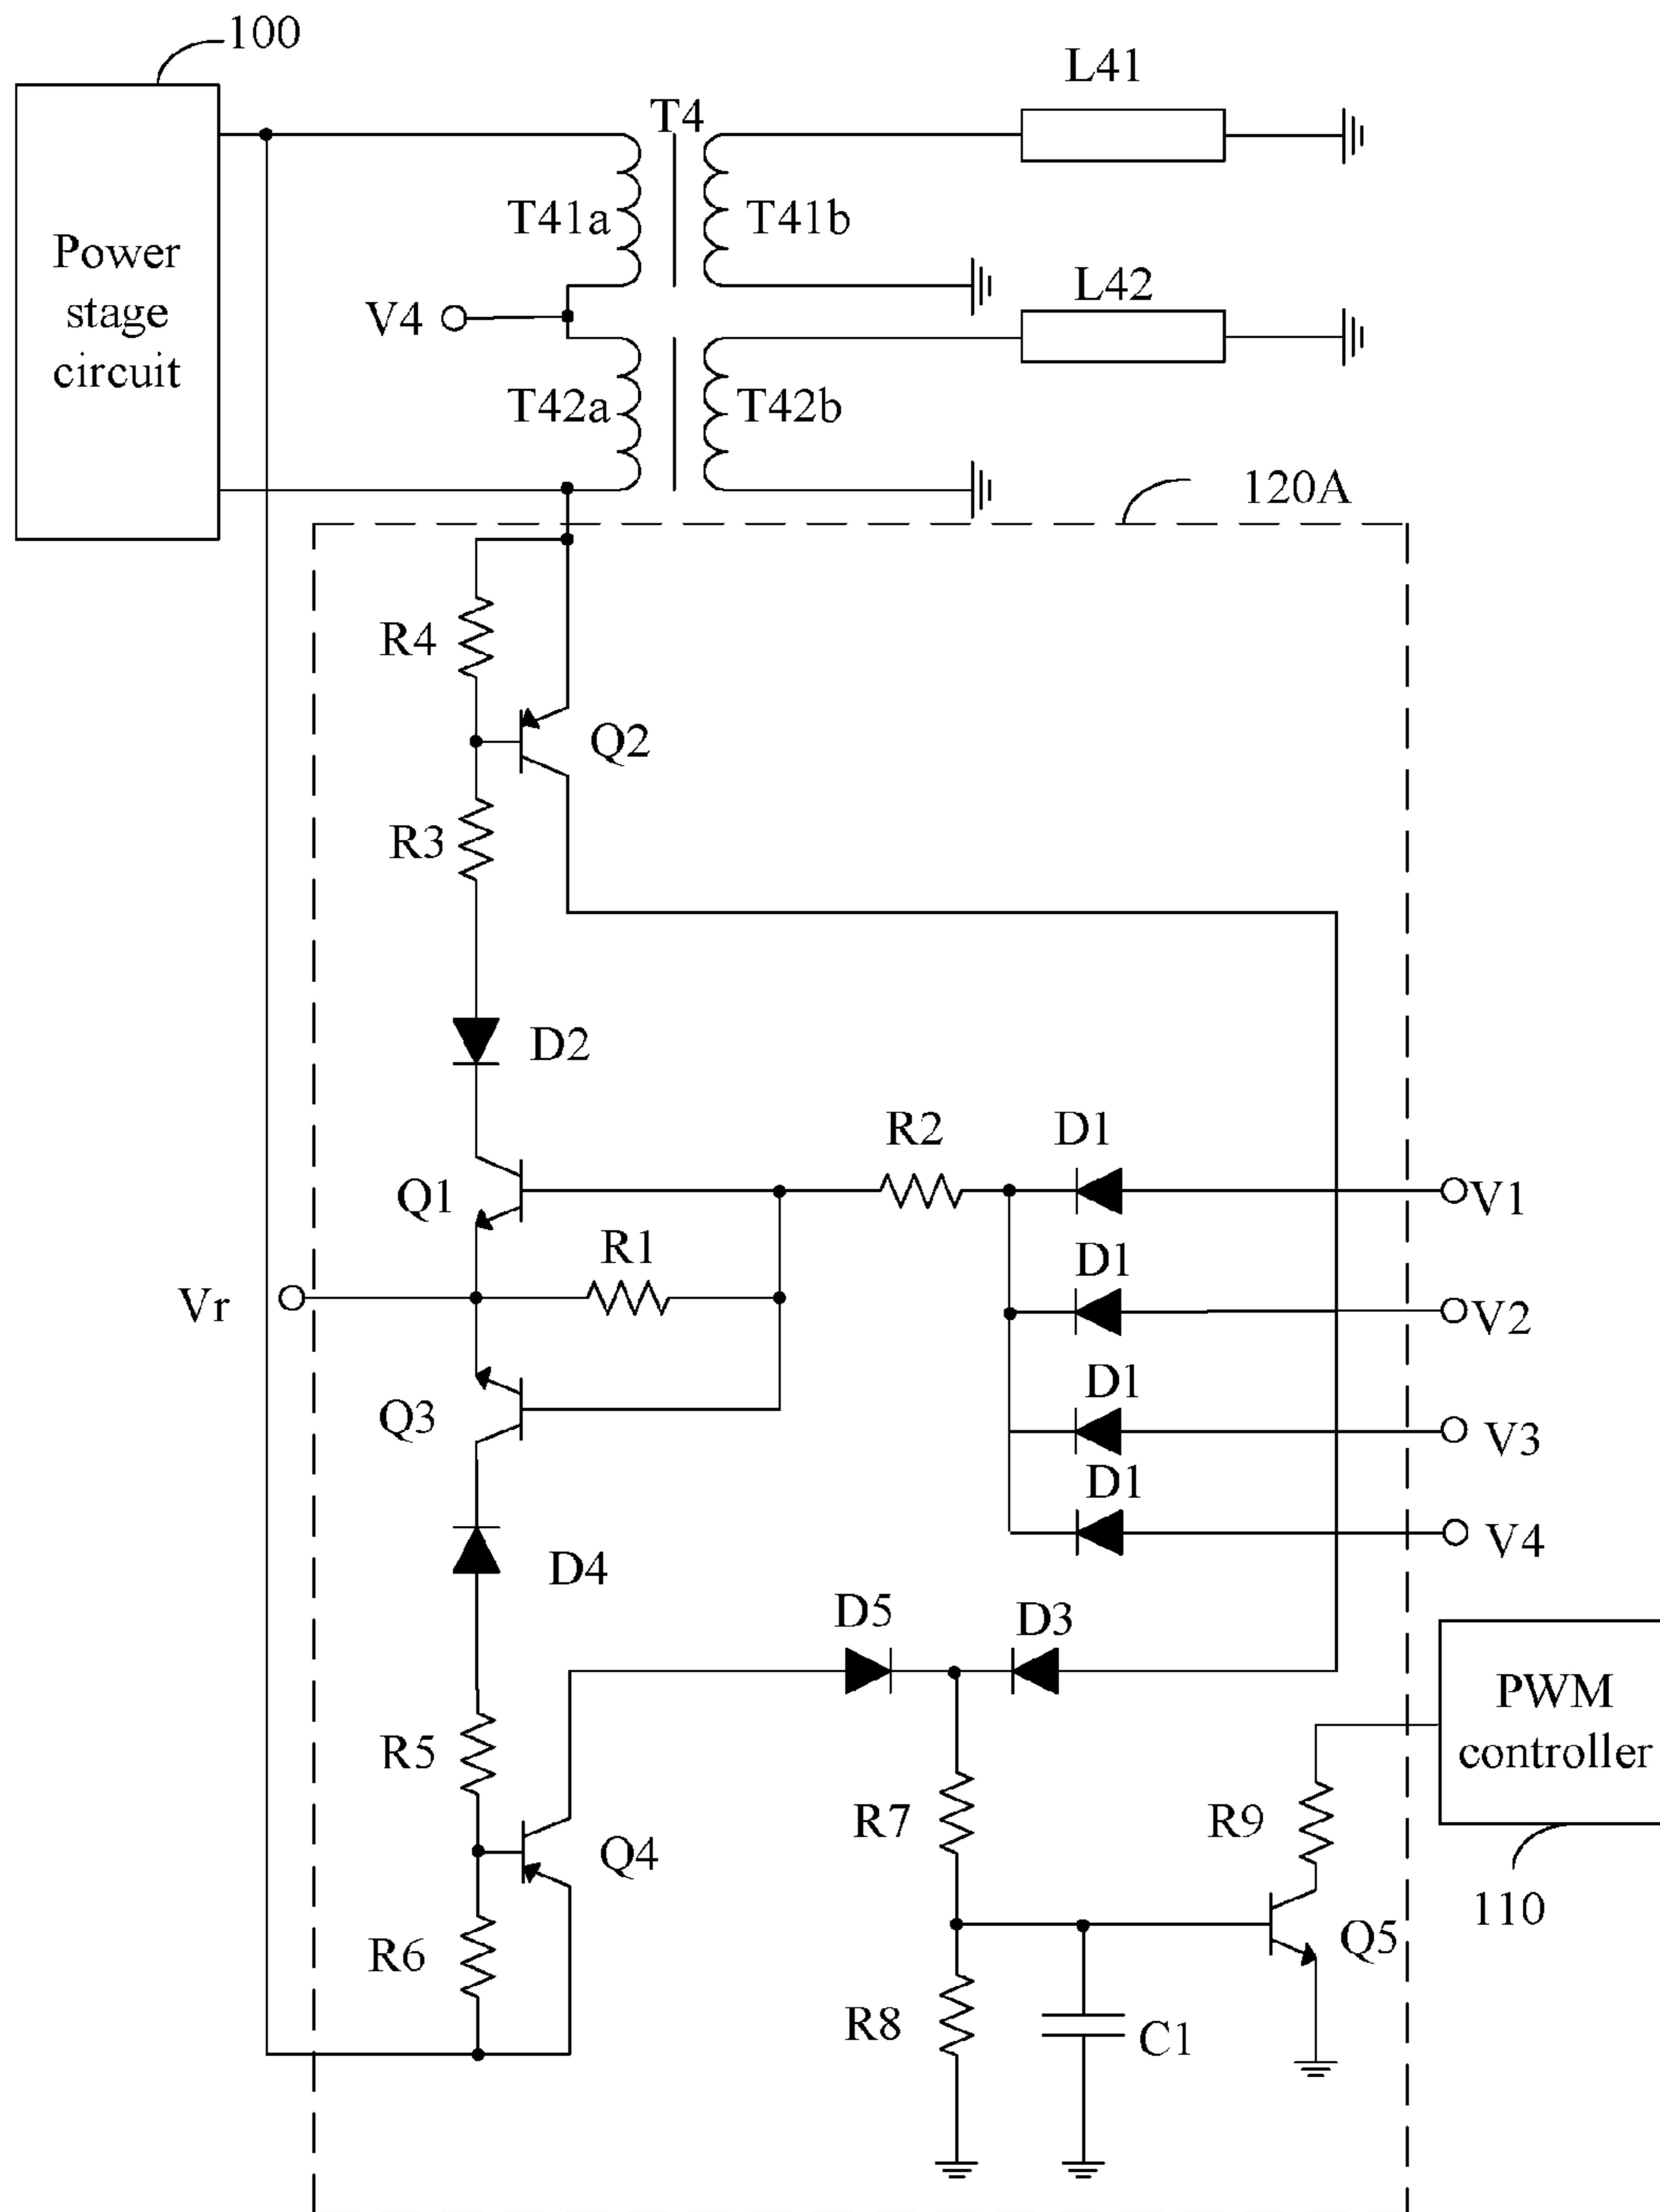 100
L41
T4
T41a
T41b
Power
stage
circuit
L42
V4
T42a
T42b
120A
R4
Q2
R3
D2
R2
D1
Q1
V1
R1
D1
Vr
V2
D1
Q3
V3
D1
V4
D4
D5
D3
PWM
controller
R5
R7
R9
Q4
110
R6
Q5
R8
C1